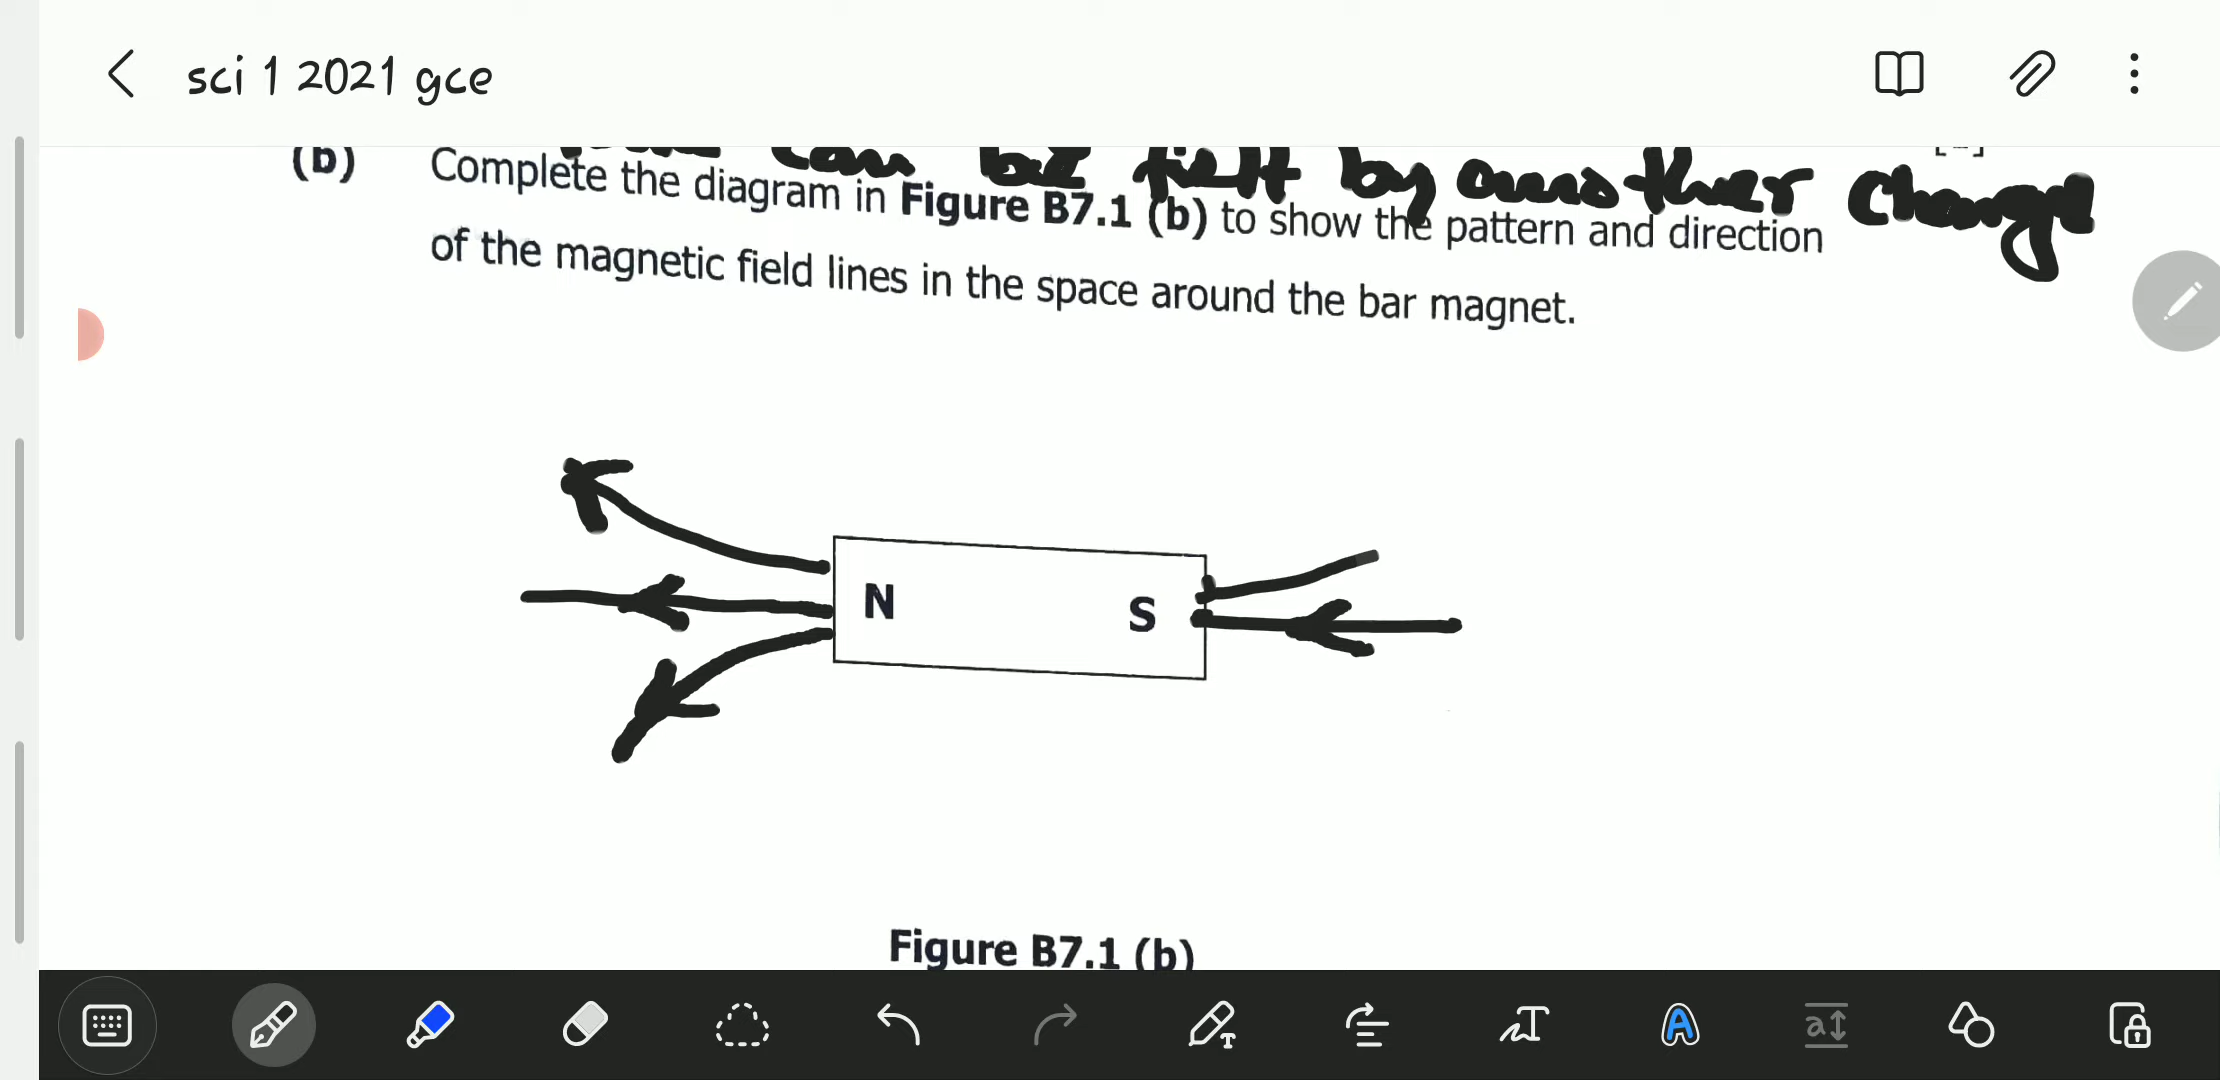 sci 1 2021 gce
can be felt by another charge
(b) Complete the diagram in Figure B7.1 (b) to show the pattern and direction
of the magnetic field lines in the space around the bar magnet.
N S
Figure B7.1 (b)
T
T
A
a